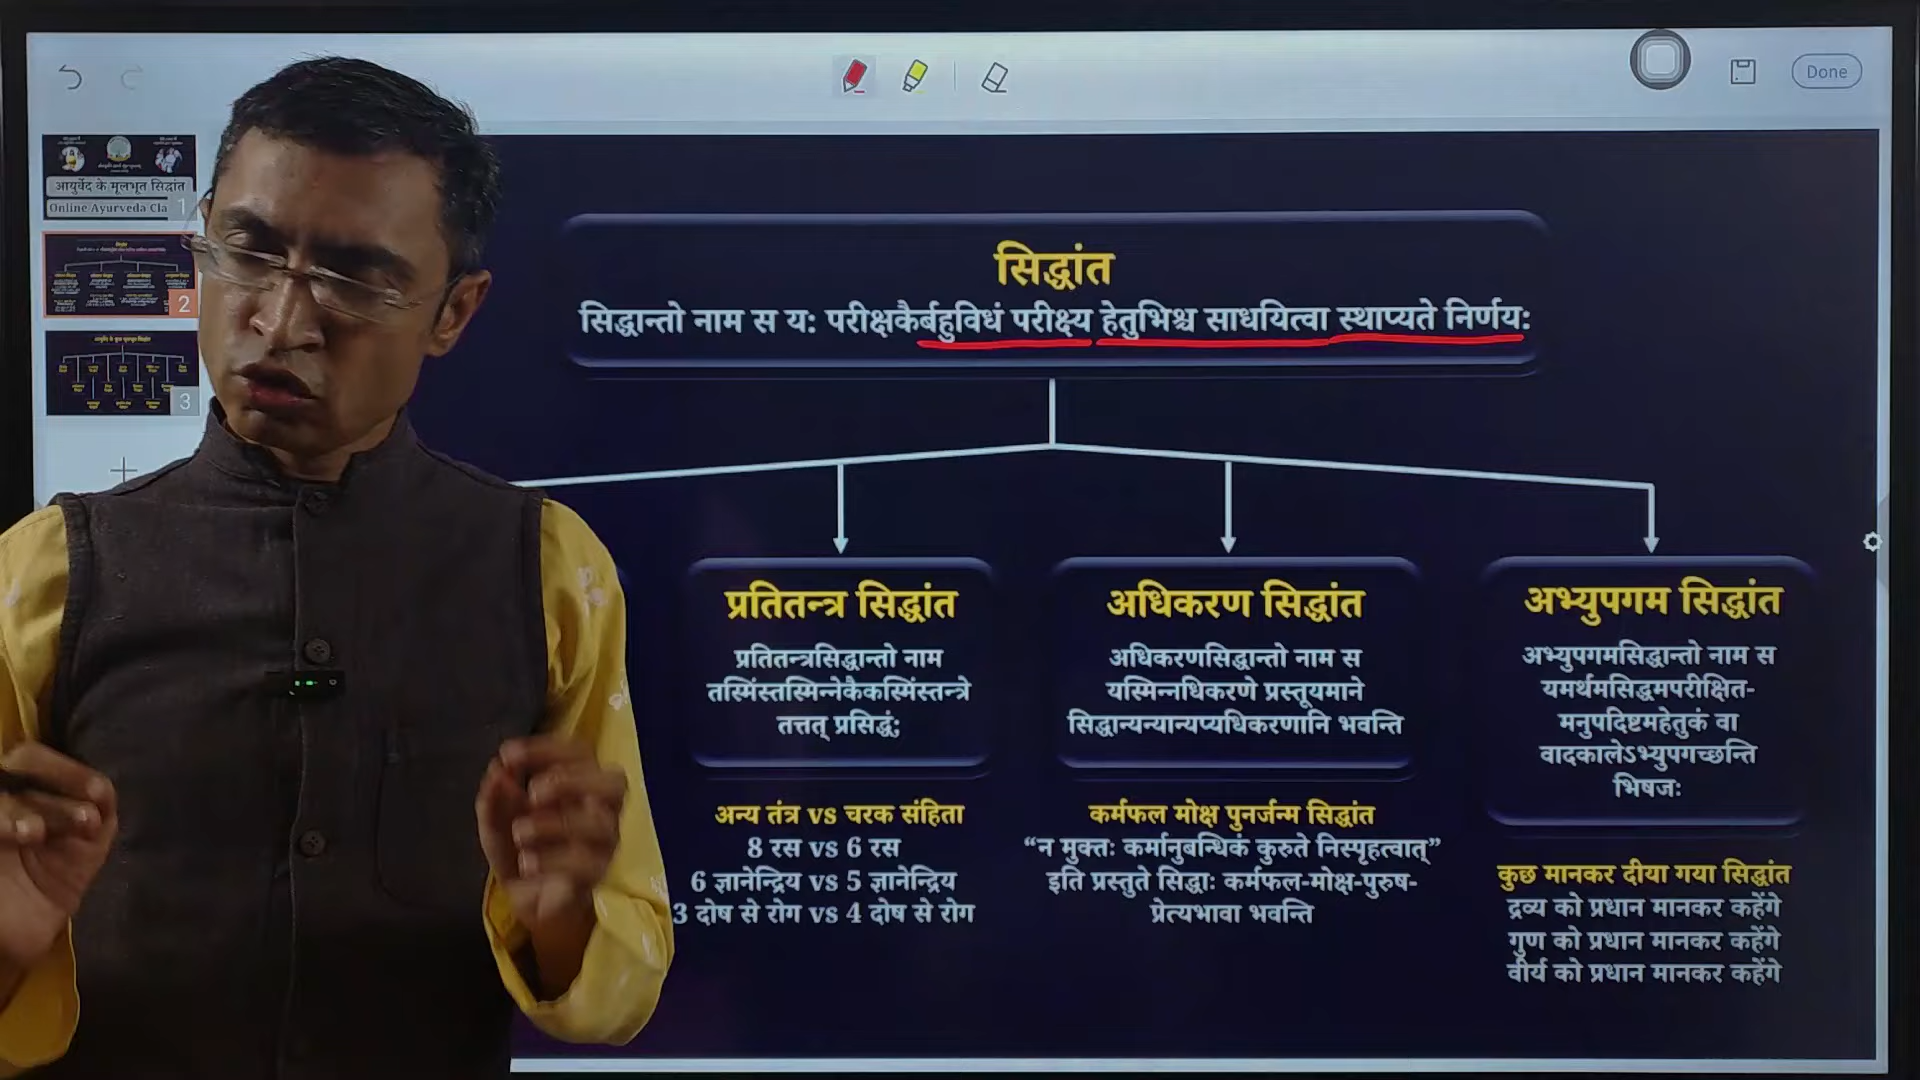 Done
आयुर्वेद के मूलभूत सिद्धांत
Online Ayurveda Cla
1
2
3
सिद्धांत
सिद्धान्तो नाम स य: परीक्षकैर्बहुविधं परीक्ष्य हेतुभिश्च साधयित्वा स्थाप्यते निर्णय:
प्रतितन्त्र सिद्धांत
प्रतितन्त्रसिद्धान्तो नाम
तस्मिंस्तस्मिन्नेकैकस्मिंस्तन्त्रे
तत्तत् प्रसिद्धं;
अन्य तंत्र vs चरक संहिता
8 रस vs 6 रस
6 ज्ञानेन्द्रिय vs 5 ज्ञानेन्द्रिय
3 दोष से रोग vs 4 दोष से रोग
अधिकरण सिद्धांत
अधिकरणसिद्धान्तो नाम स
यस्मिन्नधिकरणे प्रस्तूयमाने
सिद्धान्यन्यान्यप्यधिकरणानि भवन्ति
कर्मफल मोक्ष पुनर्जन्म सिद्धांत
“न मुक्तः कर्मानुबन्धिकं कुरुते निस्पृहत्वात्”
इति प्रस्तुते सिद्धाः कर्मफल-मोक्ष-पुरुष-
प्रेत्यभावा भवन्ति
अभ्युपगम सिद्धांत
अभ्युपगमसिद्धान्तो नाम स
यमर्थमसिद्धमपरीक्षित-
मनुपदिष्टमहेतुकं वा
वादकालेऽभ्युपगच्छन्ति
भिषजः
कुछ मानकर दीया गया सिद्धांत
द्रव्य को प्रधान मानकर कहेंगे
गुण को प्रधान मानकर कहेंगे
वीर्य को प्रधान मानकर कहेंगे